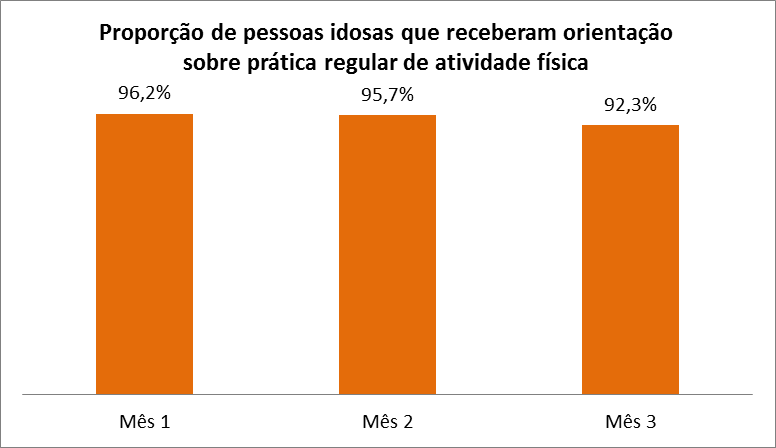 Proporção de pessoas idosas que receberam orientação
sobre prática regular de atividade física
96,2%
95,7%
92,3%
Mês 1
Mês 2
Mês 3